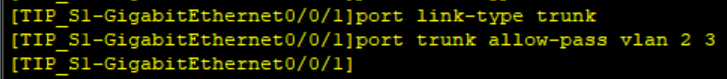 [TIP_S1-GigabitEthernet0/0/1]port link-type trunk
[TIP_S1-GigabitEthernet0/0/1]port trunk allow-pass vlan 2 3
[TIP_S1-GigabitEthernet0/0/1]